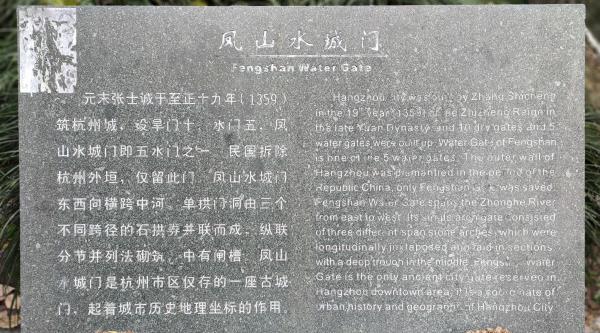 凤山水城门
Fengshan Water Gate
元末张士诚于至正十九年(1359)
筑杭州城,设旱门十,水门五,凤
山水城门即五水门之一。民国拆除
杭州外垣,仅留此门。凤山水城门
东西向横跨中河。单拱门洞由三个
不同跨径的石拱券并联而成,纵联
分节并列法砌筑,中有闸槽。凤山
水城门是杭州市区仅存的一座古城
门,起着城市历史地理坐标的作用
Hangzhou city was built by Zhang Shicheng
in the 19th year (1359) of the Zhizheng Reign in
the late Yuan Dynasty and 10 dry gates and 5
water gates were built up. Water Gate of Fengshan
is one of the 5 water gates. The outer wall of
Hangzhou was dismantled in the period of the
Republic China, only Fengshan was saved.
Fengshan Water Gate spans the Zhonghe River
from east to west. Its single arch gate consisted
of three different span stone arches, which were
longitudinally juxtaposed and laid in sections,
with a deep trough in the middle. Fengshan Water
Gate is the only ancient city gate reserved in
Hangzhou downtown area. It is a coordinate of
urban history and geography of Hangzhou City